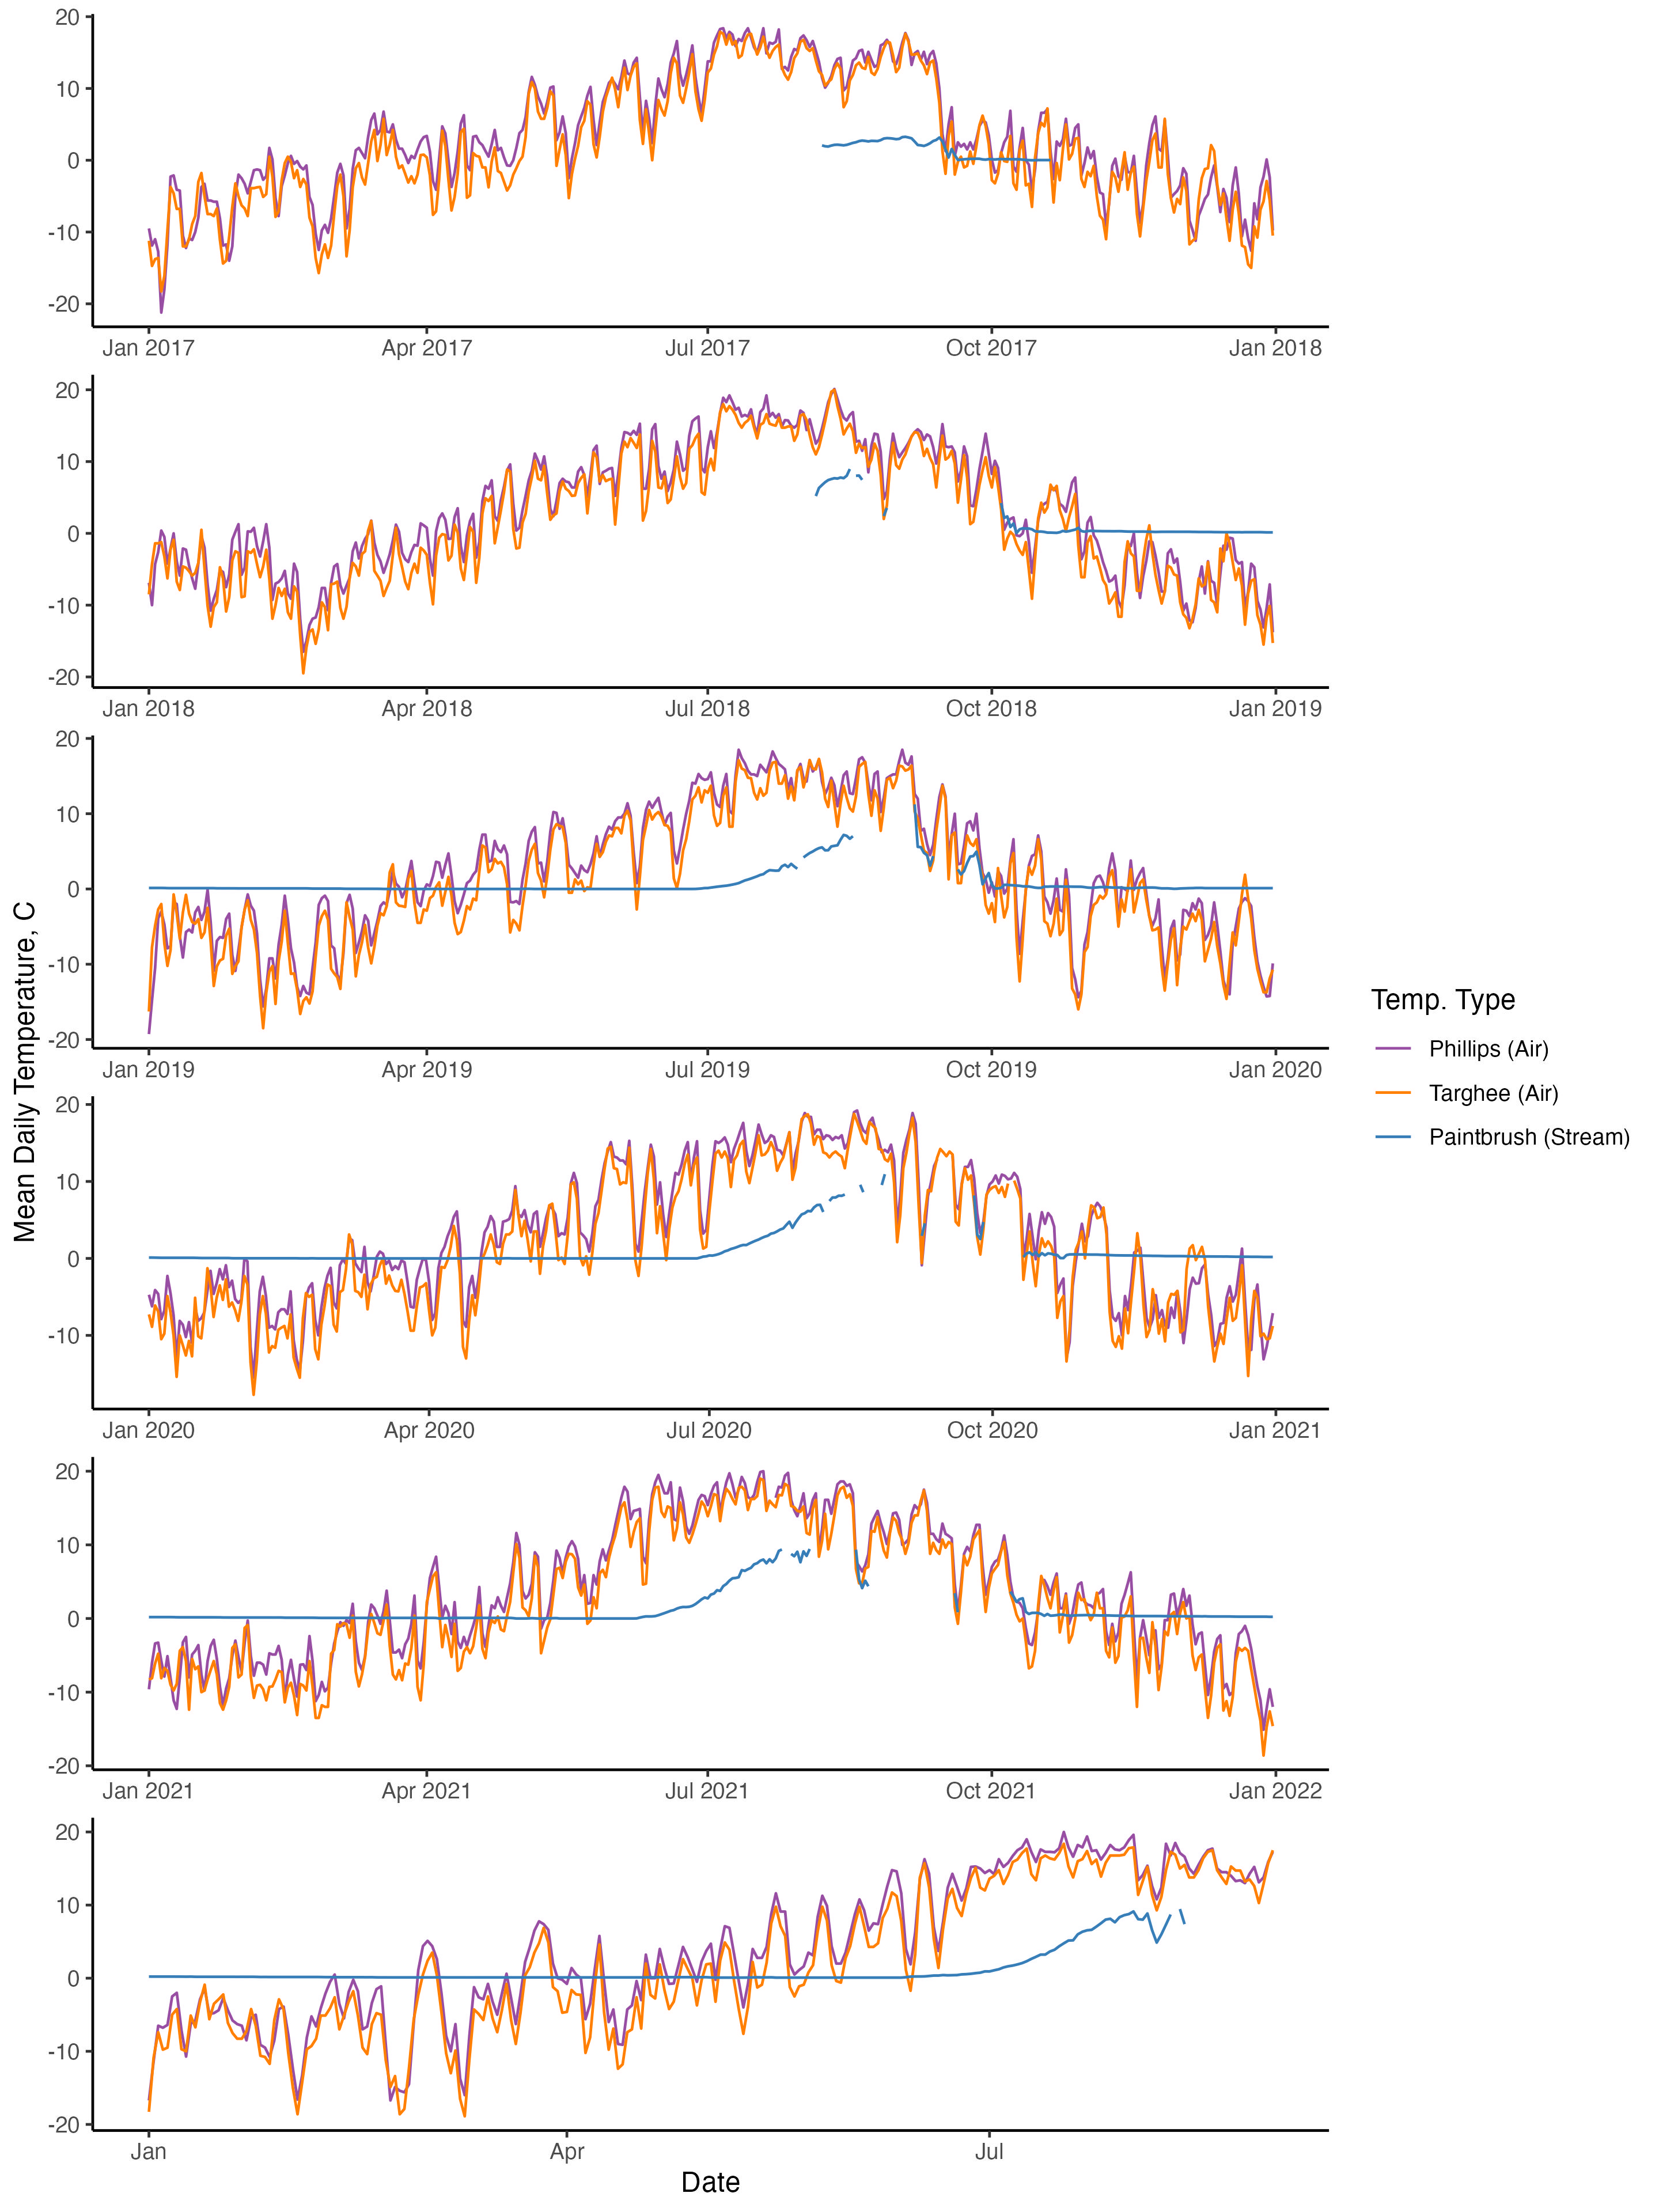 20
10
0
-10
-20
Jan 2017 Apr 2017 Jul 2017 Oct 2017 Jan 2018
20
10
0
-10
-20
Jan 2018 Apr 2018 Jul 2018 Oct 2018 Jan 2019
20
10
0
-10
-20
Jan 2019 Apr 2019 Jul 2019 Oct 2019 Jan 2020
20
10
0
-10
Jan 2020 Apr 2020 Jul 2020 Oct 2020 Jan 2021
20
10
0
-10
-20
Jan 2021 Apr 2021 Jul 2021 Oct 2021 Jan 2022
20
10
0
-10
-20
Jan Apr Jul
Date
Mean Daily Temperature, C
Temp. Type
Phillips (Air)
Targhee (Air)
Paintbrush (Stream)